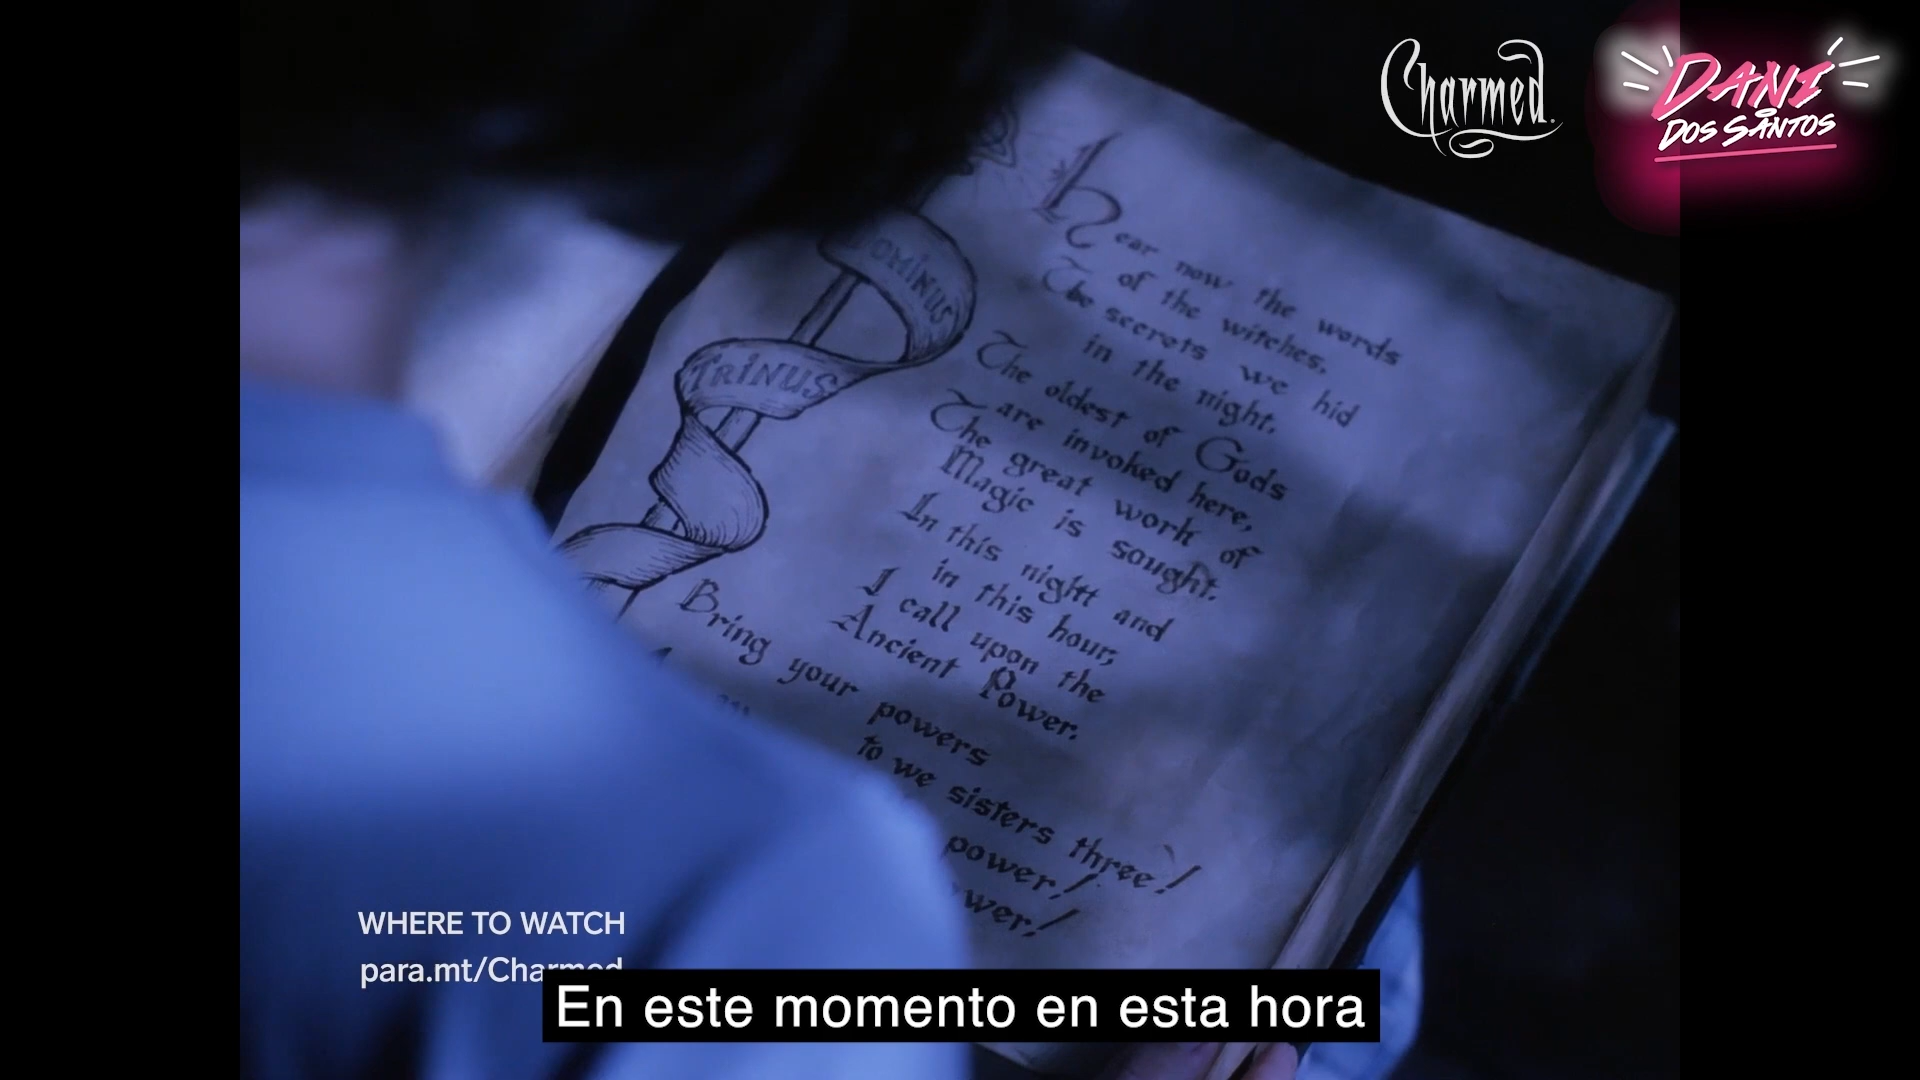 Charmed
DANI
DOS SANTOS
DOMINUS
TRINUS
Hear now the words
of the witches,
The secrets we hid
in the night,
The oldest of Gods
are invoked here,
The great work of
Magic is sought.
In this nightt and
in this hour,
I call upon the
Ancient Power.
Bring your powers
to we sisters three!
power!
WHERE TO WATCH
para.mt/Charmed
En este momento en esta hora